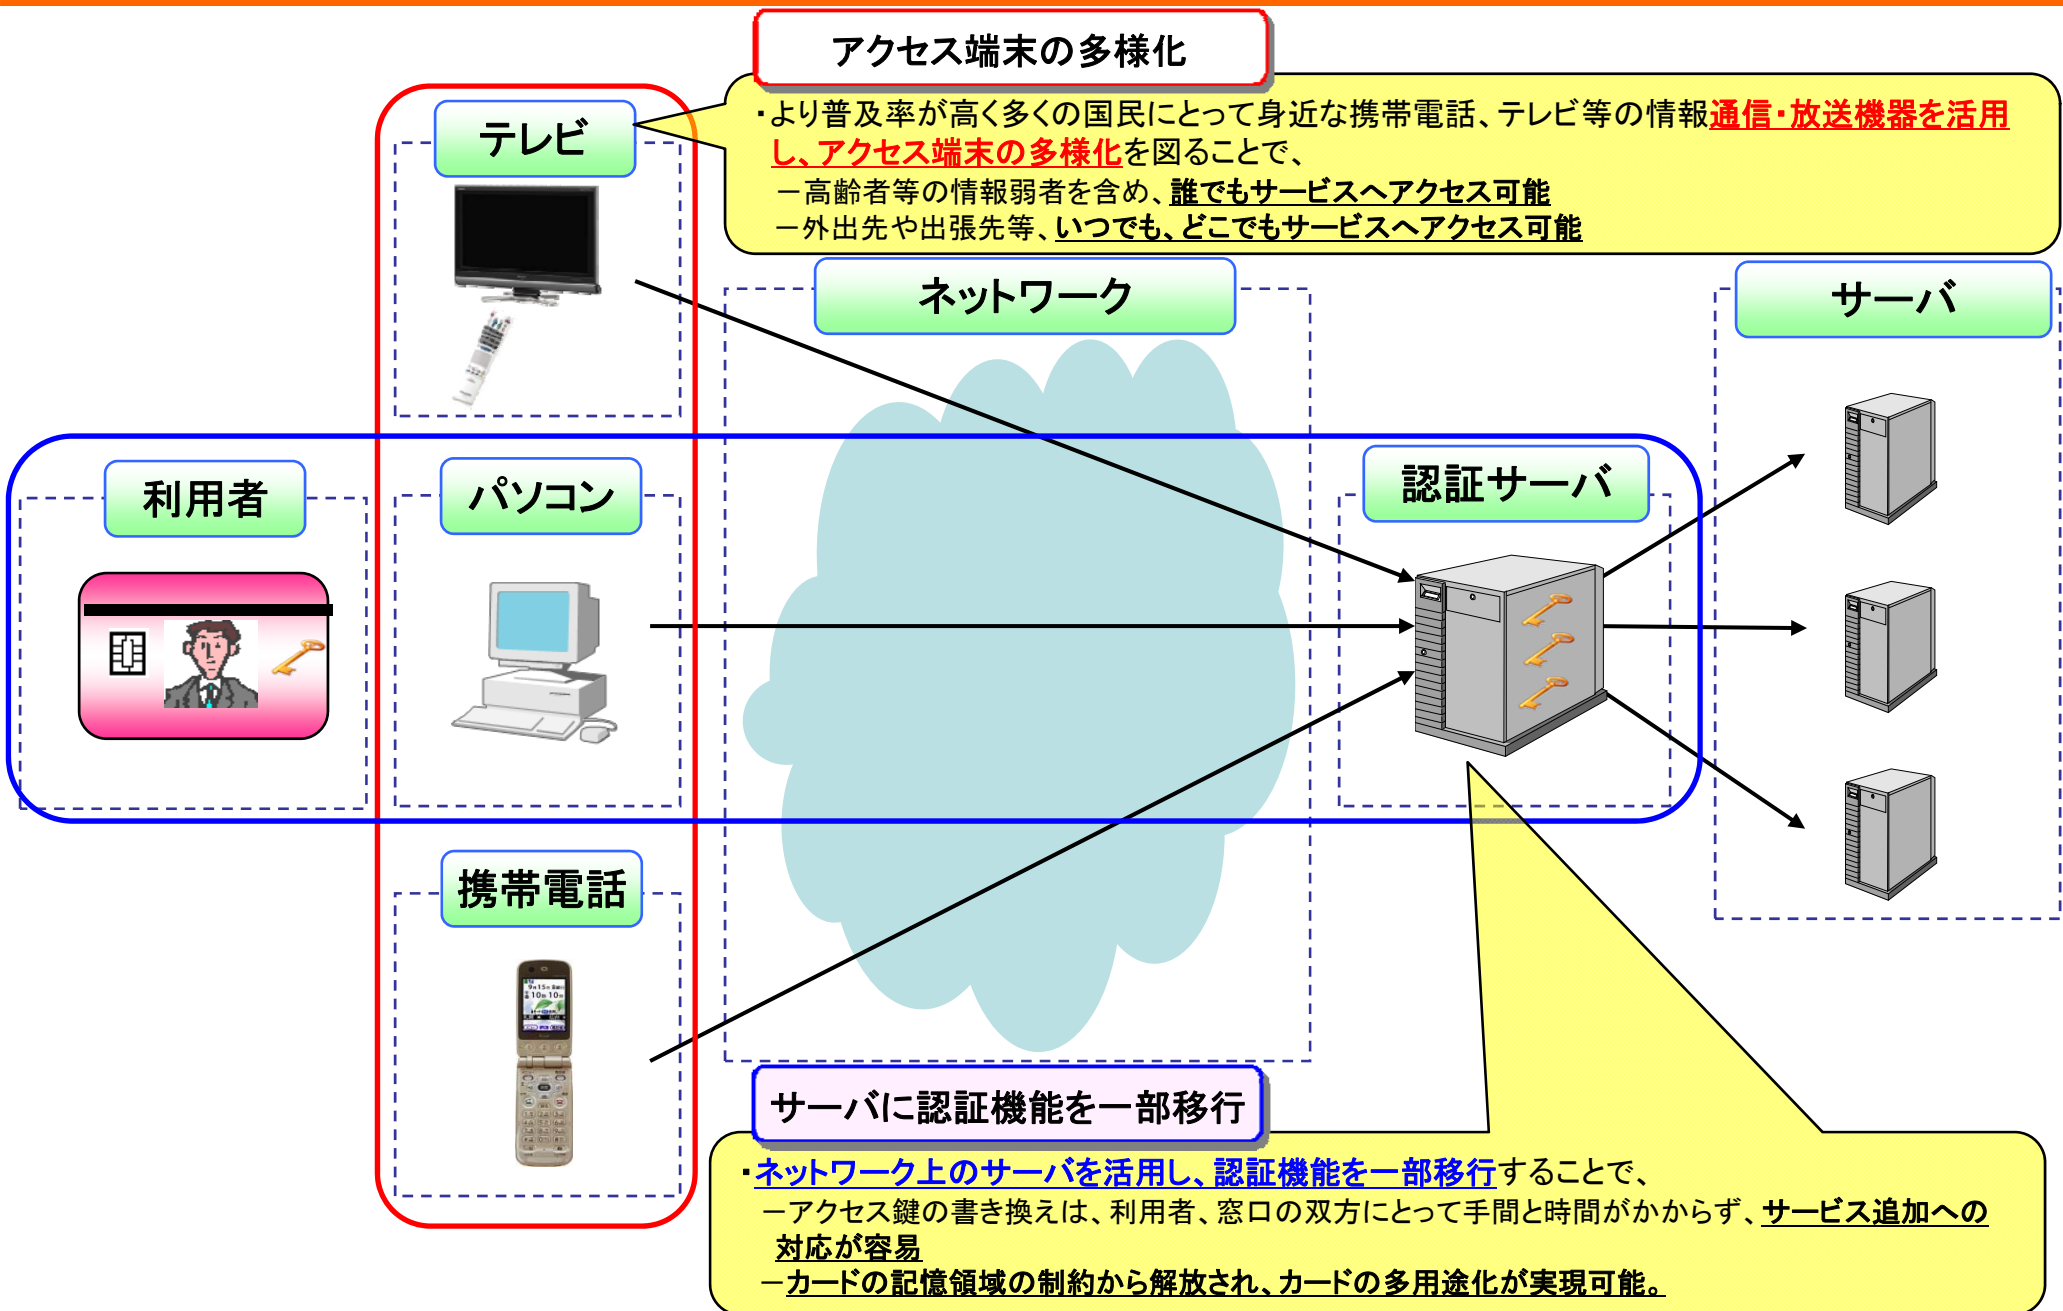 アクセス端末の多様化
・より普及率が高く多くの国民にとって身近な携帯電話、テレビ等の情報通信・放送機器を活用
し、アクセス端末の多様化を図ることで、
－高齢者等の情報弱者を含め、誰でもサービスへアクセス可能
－外出先や出張先等、いつでも、どこでもサービスへアクセス可能
テレビ
ネットワーク
サーバ
利用者
パソコン
認証サーバ
携帯電話
サーバに認証機能を一部移行
・ネットワーク上のサーバを活用し、認証機能を一部移行することで、
－アクセス鍵の書き換えは、利用者、窓口の双方にとって手間と時間がかからず、サービス追加への
対応が容易
－カードの記憶領域の制約から解放され、カードの多用途化が実現可能。